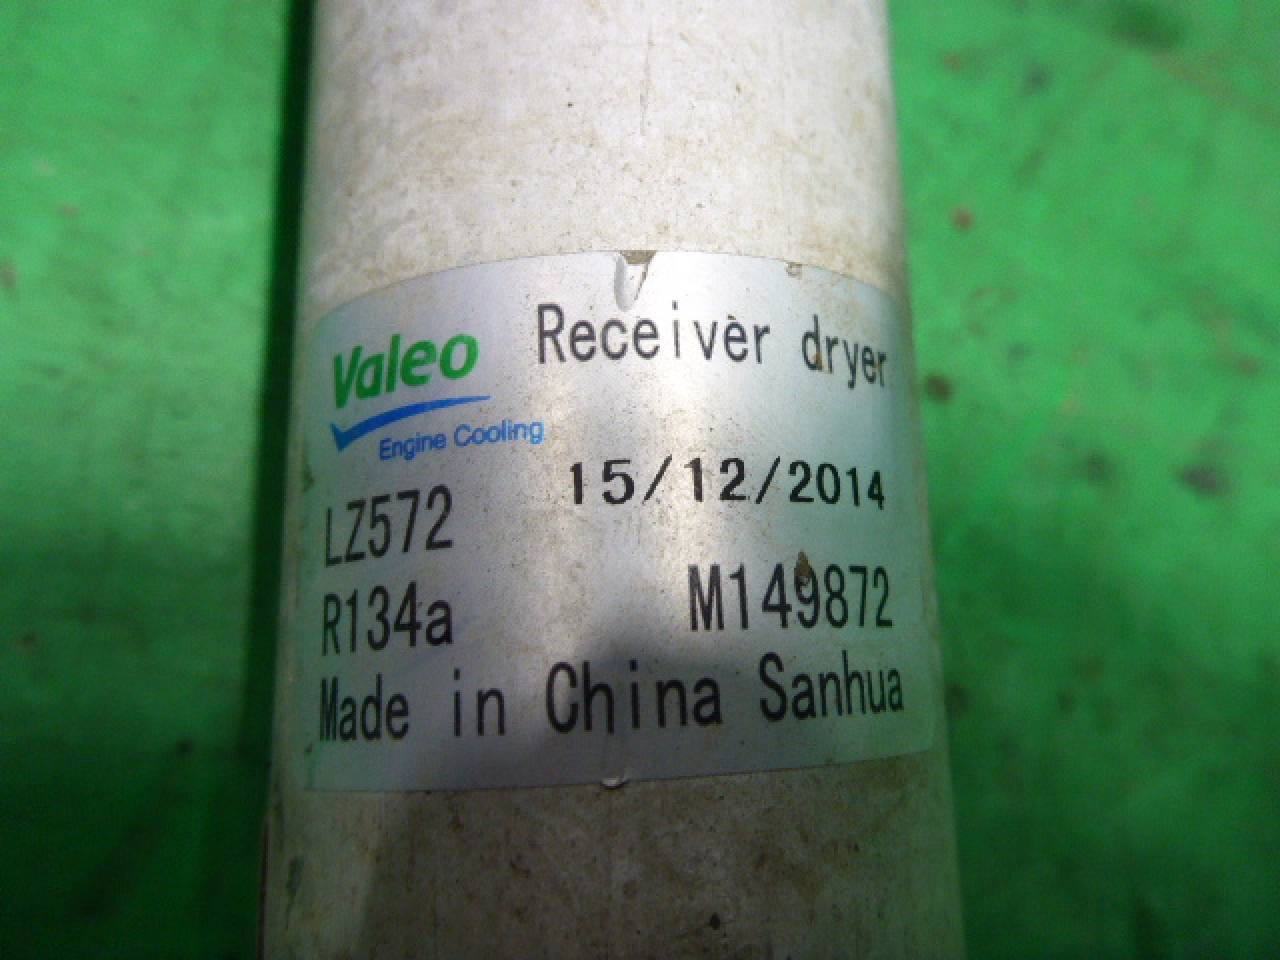 Valeo Receiver dryer
Engine Cooling
15/12/2014
LZ572
R134a M149872
Made in China Sanhua